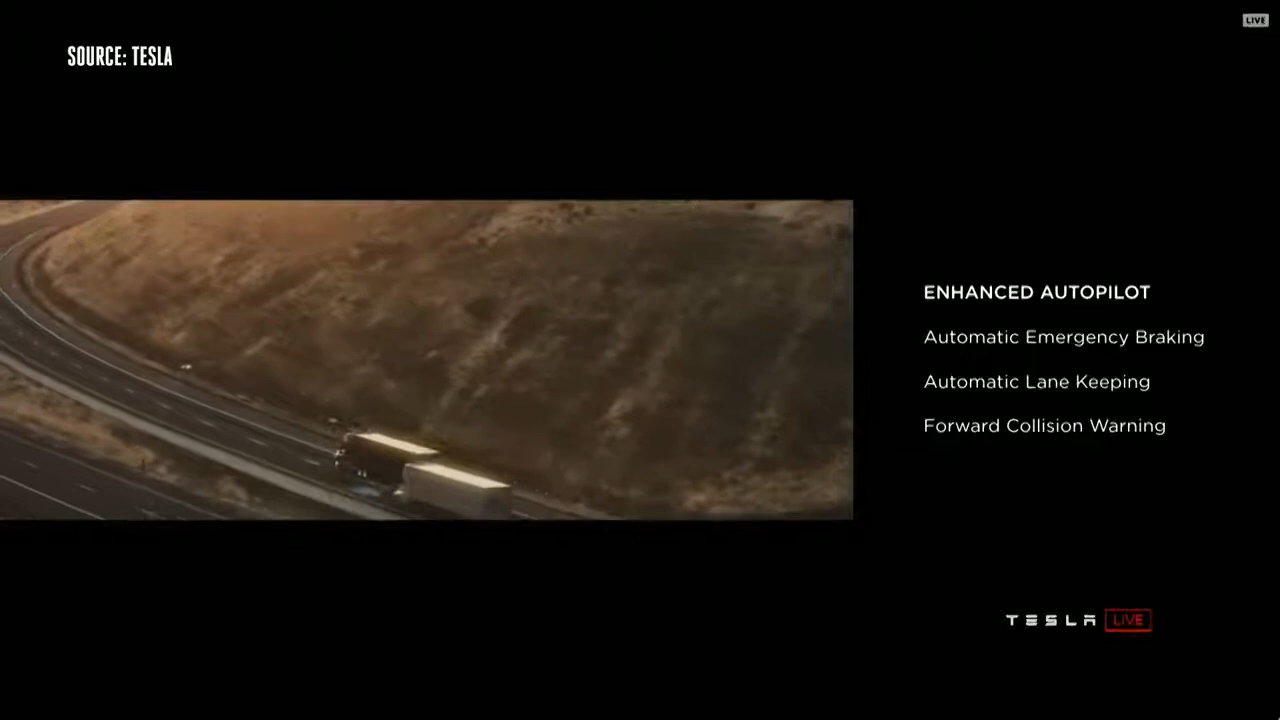 LIVE
SOURCE: TESLA
ENHANCED AUTOPILOT
Automatic Emergency Braking
Automatic Lane Keeping
Forward Collision Warning
TESLA LIVE